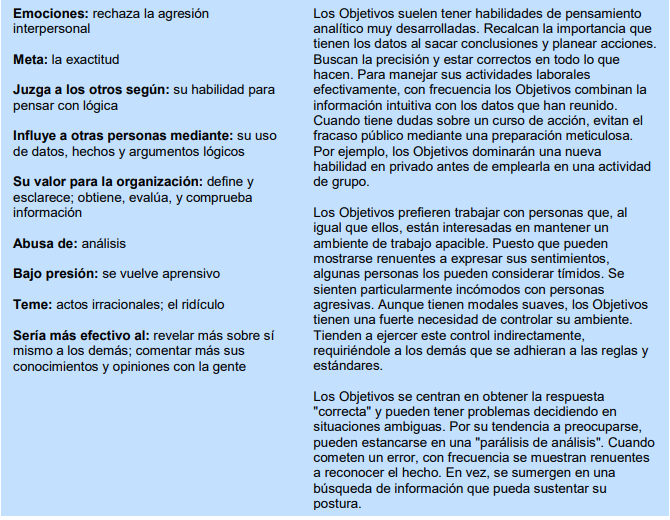 Emociones: rechaza la agresión
interpersonal
Meta: la exactitud
Juzga a los otros según: su habilidad para
pensar con lógica
Influye a otras personas mediante: su uso
de datos, hechos y argumentos lógicos
Su valor para la organización: define y
esclarece; obtiene, evalúa, y comprueba
información
Abusa de: análisis
Bajo presión: se vuelve aprensivo
Teme: actos irracionales; el ridículo
Sería más efectivo al: revelar más sobre sí
mismo a los demás; comentar más sus
conocimientos y opiniones con la gente
Los Objetivos suelen tener habilidades de pensamiento
analítico muy desarrolladas. Recalcan la importancia que
tienen los datos al sacar conclusiones y planear acciones.
Buscan la precisión y estar correctos en todo lo que
hacen. Para manejar sus actividades laborales
efectivamente, con frecuencia los Objetivos combinan la
información intuitiva con los datos que han reunido.
Cuando tiene dudas sobre un curso de acción, evitan el
fracaso público mediante una preparación meticulosa.
Por ejemplo, los Objetivos dominarán una nueva
habilidad en privado antes de emplearla en una actividad
de grupo.
Los Objetivos prefieren trabajar con personas que, al
igual que ellos, están interesadas en mantener un
ambiente de trabajo apacible. Puesto que pueden
mostrarse renuentes a expresar sus sentimientos,
algunas personas los pueden considerar tímidos. Se
sienten particularmente incómodos con personas
agresivas. Aunque tienen modales suaves, los Objetivos
tienen una fuerte necesidad de controlar su ambiente.
Tienden a ejercer este control indirectamente,
requiriéndole a los demás que se adhieran a las reglas y
estándares.
Los Objetivos se centran en obtener la respuesta
"correcta" y pueden tener problemas decidiendo en
situaciones ambiguas. Por su tendencia a preocuparse,
pueden estancarse en una "parálisis de análisis". Cuando
cometen un error, con frecuencia se muestran renuentes
a reconocer el hecho. En vez, se sumergen en una
búsqueda de información que pueda sustentar su
postura.